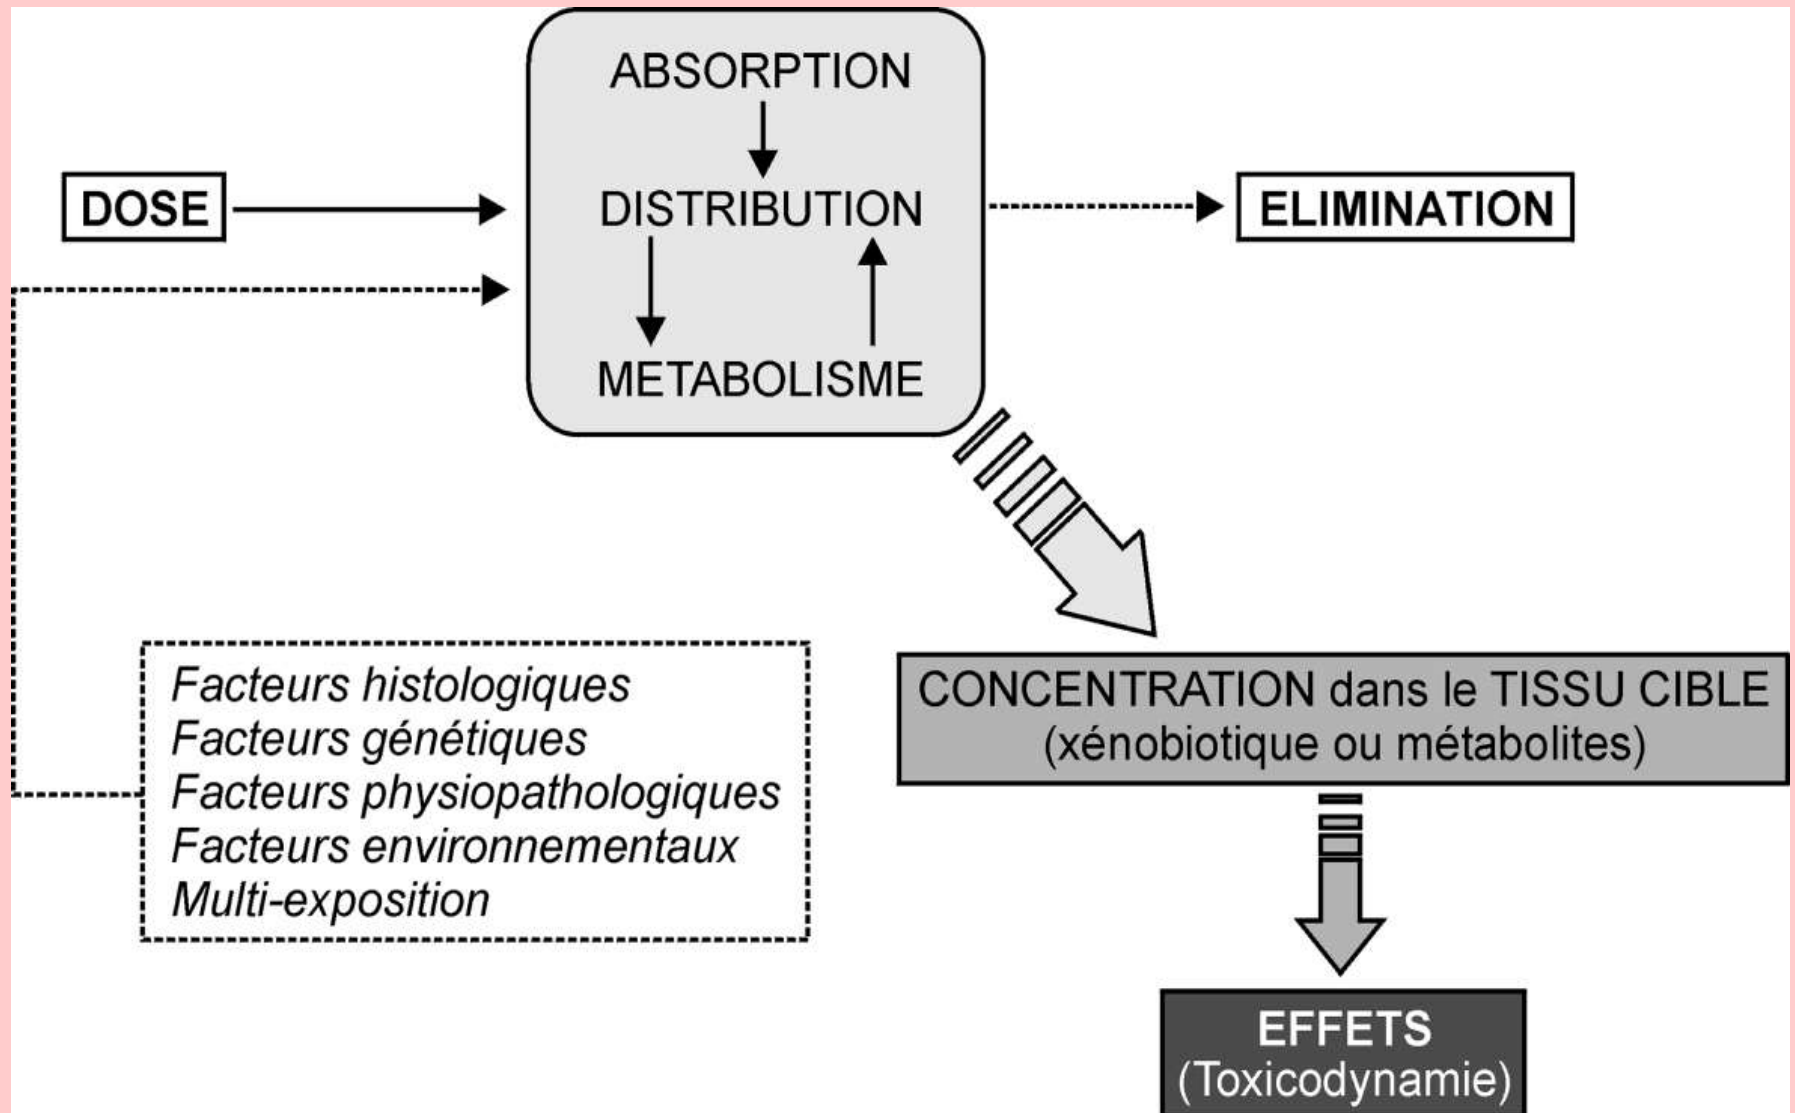 ABSORPTION
DOSE
DISTRIBUTION
ELIMINATION
METABOLISME
Facteurs histologiques
Facteurs génétiques
Facteurs physiopathologiques
Facteurs environnementaux
Multi-exposition
CONCENTRATION dans le TISSU CIBLE
(xénobiotique ou métabolites)
EFFETS
(Toxicodynamie)